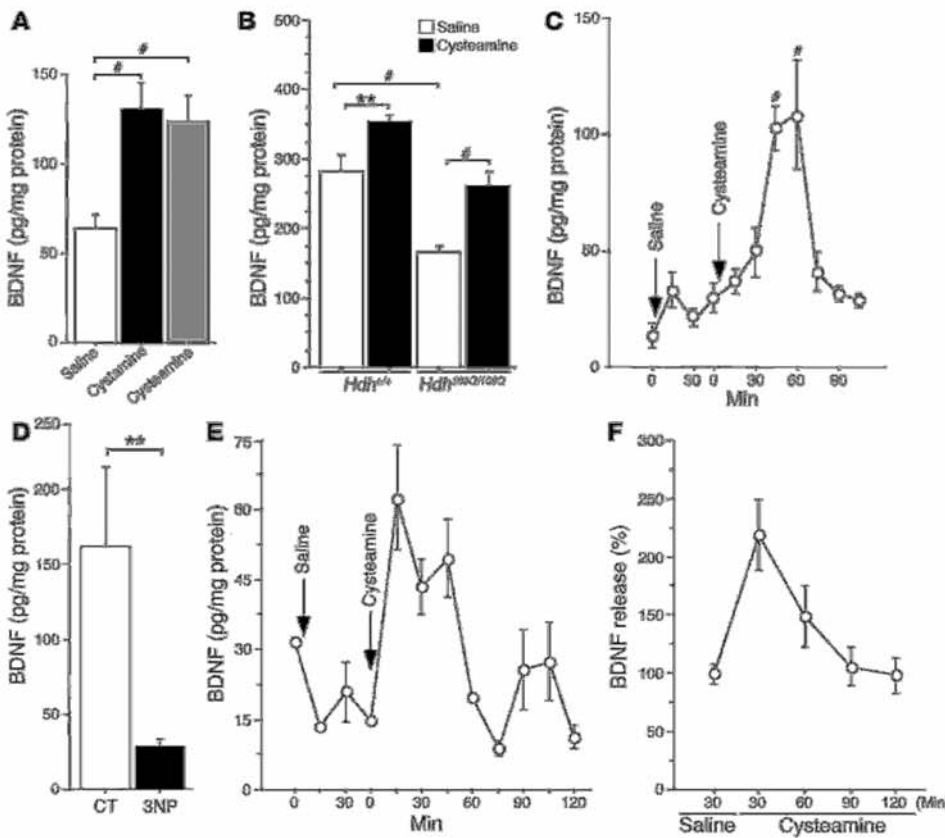 A
#
#
150
100
50
0
BDNF (pg/mg protein)
Saline
Cystamine
Cysteamine
B
Saline
Cysteamine
#
**
#
500
300
0
BDNF (pg/mg protein)
Hdh
Hdh
C
150
100
50
0
BDNF (pg/mg protein)
Saline
Cysteamine
#
#
0 0 30 60 90
Min
D
**
250
200
150
100
50
0
BDNF (pg/mg protein)
CT 3NP
E
75
60
45
30
15
0
BDNF (pg/mg protein)
Saline
Cysteamine
0 30 0 30 60 90 120
Min
F
300
250
200
150
100
50
0
BDNF release (%)
30 30 60 90 120 (Min
Saline Cysteamine